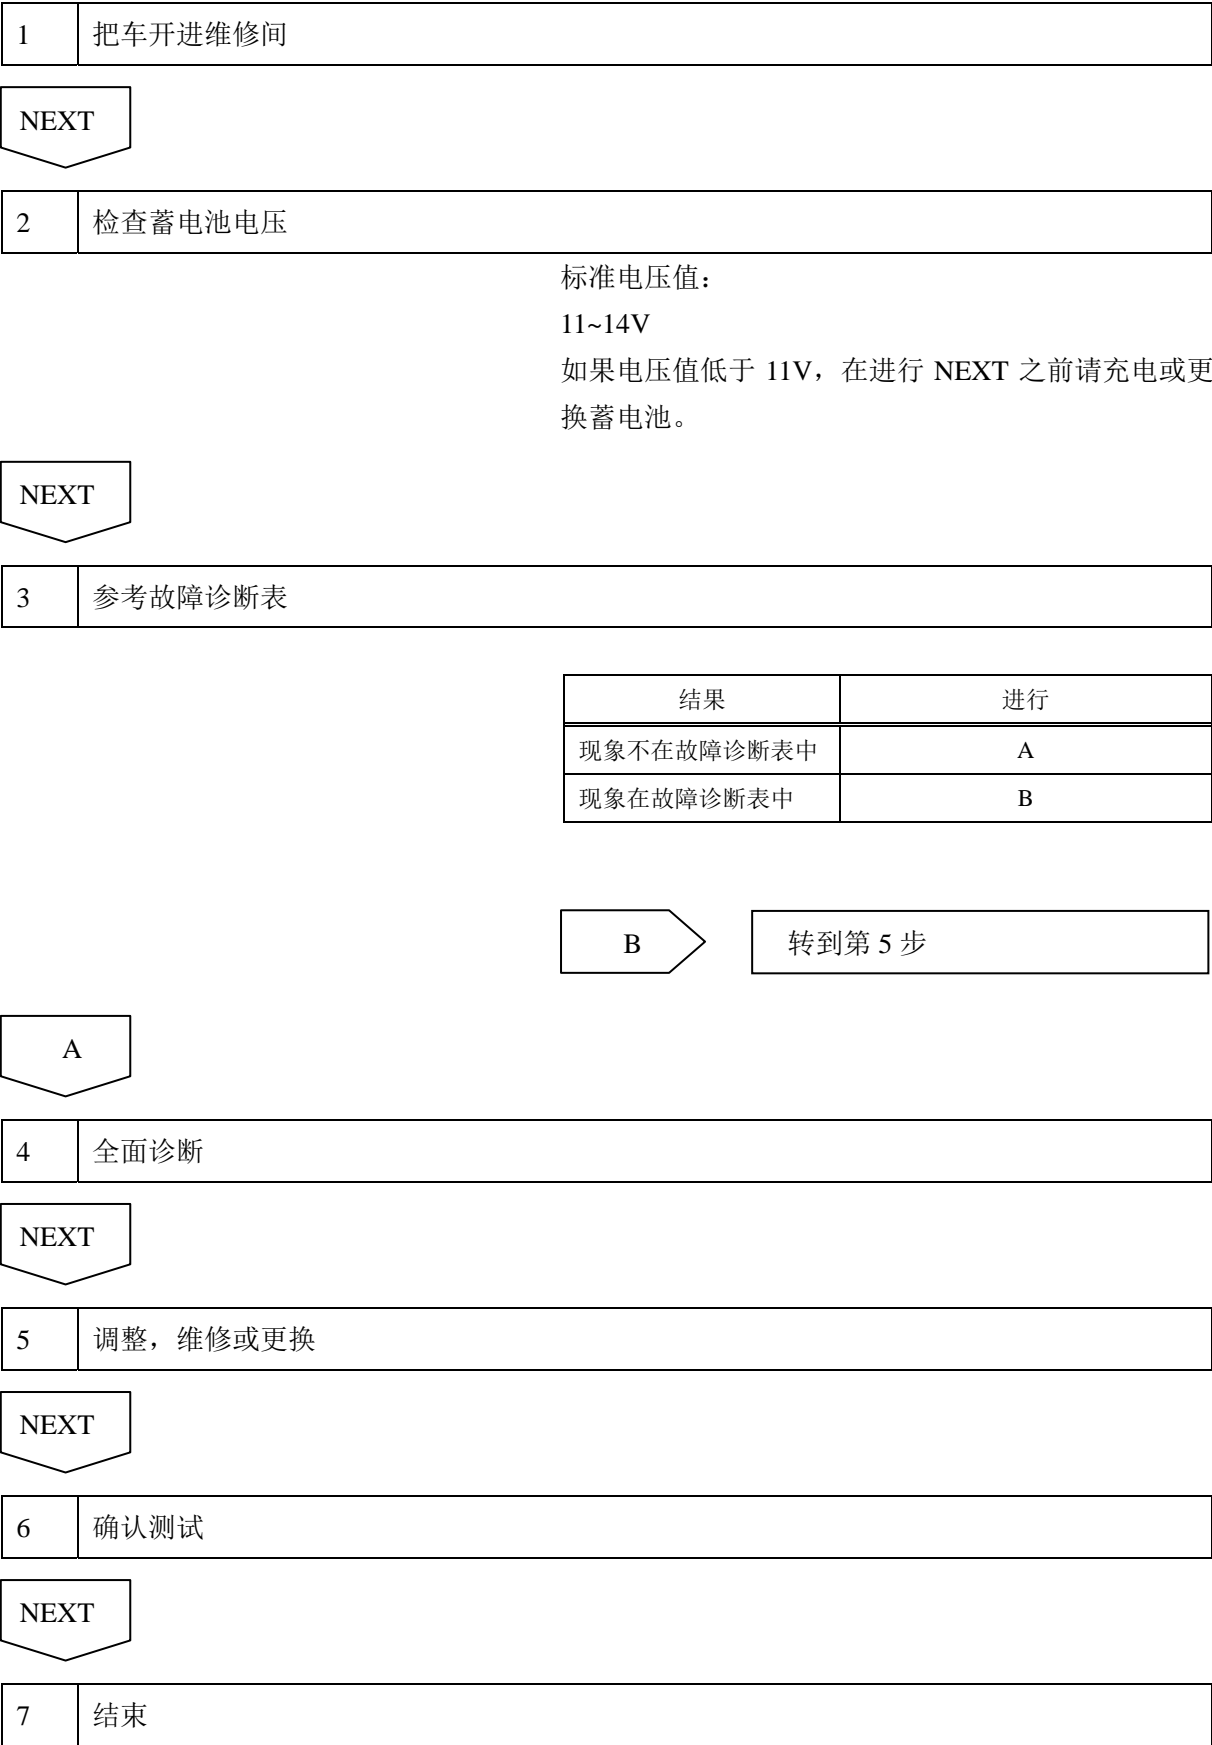 1 把车开进维修间
NEXT
2 检查蓄电池电压
标准电压值：
11~14V
如果电压值低于 11V，在进行 NEXT 之前请充电或更
换蓄电池。
NEXT
3 参考故障诊断表
结果 进行
现象不在故障诊断表中 A
现象在故障诊断表中 B
B 转到第 5 步
A
4 全面诊断
NEXT
5 调整，维修或更换
NEXT
6 确认测试
NEXT
7 结束